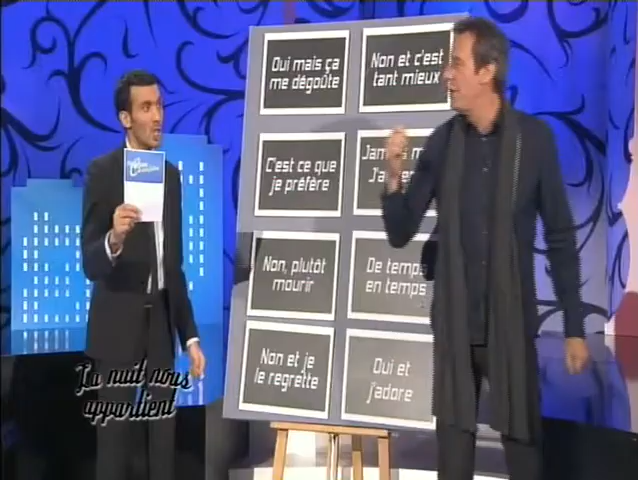 Oui mais ça
me dégoûte
Non et c'est
tant mieux
C'est ce que
je préfère
Jamais
J'a
Non, plutôt
mourir
De temps
en temps
Non et je
le regrette
Oui et
j'adore
La nuit nous
appartient